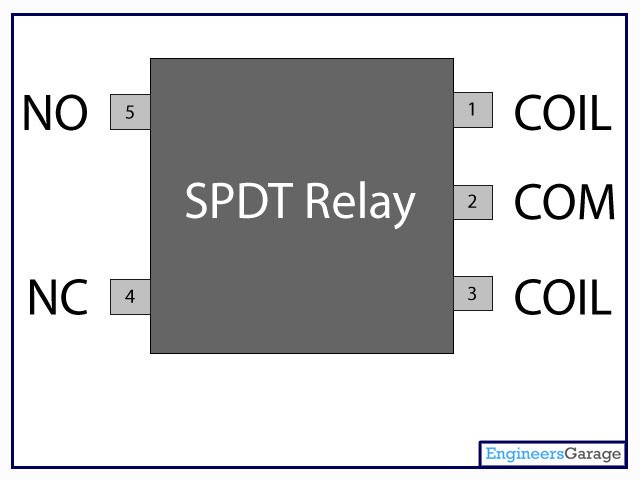 NO 5 1 COIL
SPDT Relay
2 COM
NC 4 3 COIL
EngineersGarage